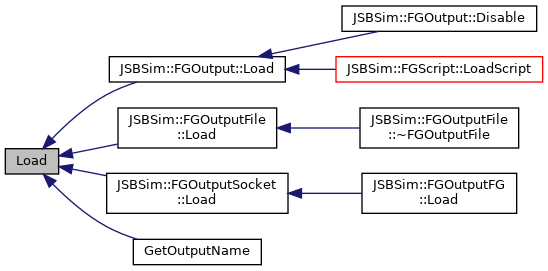 JSBSim::FGOutput::Disable
JSBSim::FGOutput::Load
JSBSim::FGScript::LoadScript
JSBSim::FGOutputFile
::Load
JSBSim::FGOutputFile
::~FGOutputFile
Load
JSBSim::FGOutputSocket
::Load
JSBSim::FGOutputFG
::Load
GetOutputName